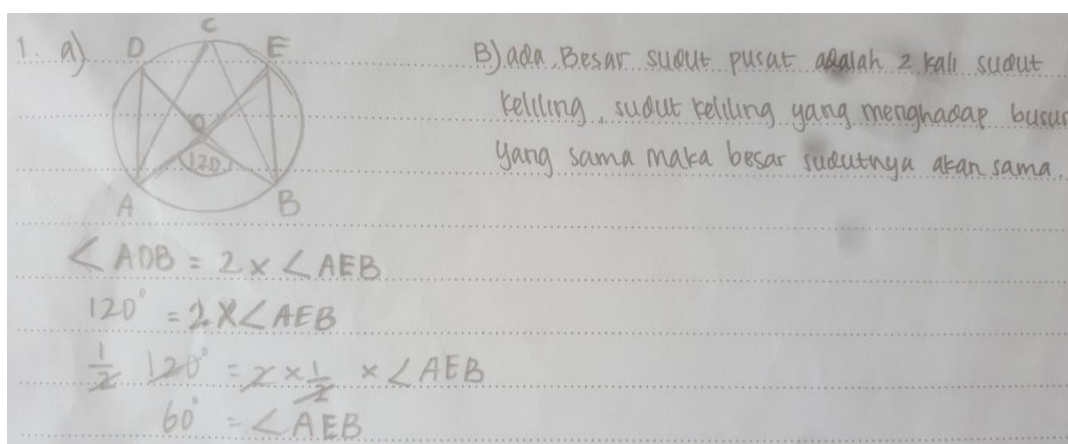 1. a)
C
D
E
O
120
A
B
∠ AOB = 2 x ∠ AEB
120° = 2 x ∠ AEB
1/2 120° = 2 x 1/2 x ∠ AEB
60° = ∠ AEB
B) ada, Besar sudut pusat adalah 2 kali sudut
keliling, sudut keliling yang menghadap busur
yang sama maka besar sudutnya akan sama.